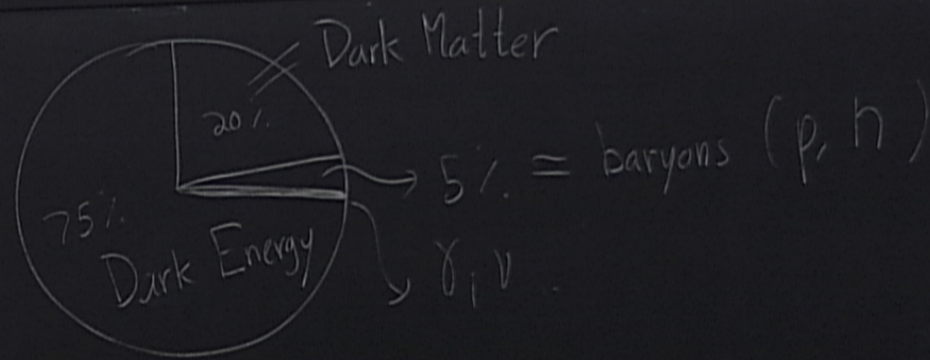 Dark Matter
20%
5% = baryons (p, n)
75%
Dark Energy
γ, ν